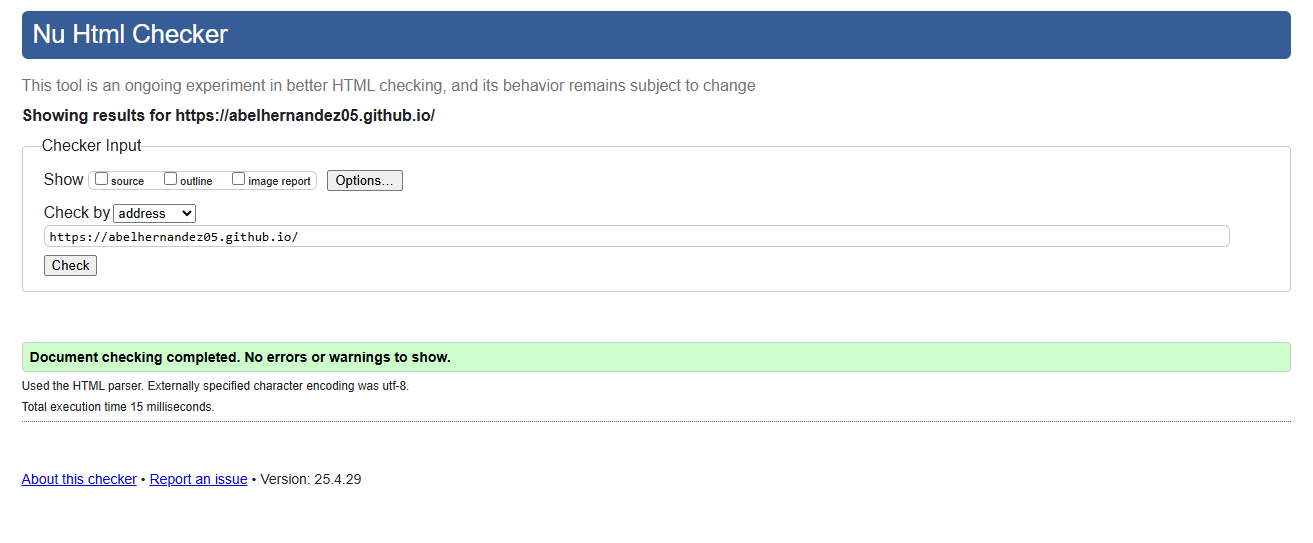 Nu Html Checker
This tool is an ongoing experiment in better HTML checking, and its behavior remains subject to change
Showing results for https://abelhernandez05.github.io/
Checker Input
Show source outline image report Options...
Check by address
https://abelhernandez05.github.io/
Check
Document checking completed. No errors or warnings to show.
Used the HTML parser. Externally specified character encoding was utf-8.
Total execution time 15 milliseconds.
About this checker • Report an issue • Version: 25.4.29